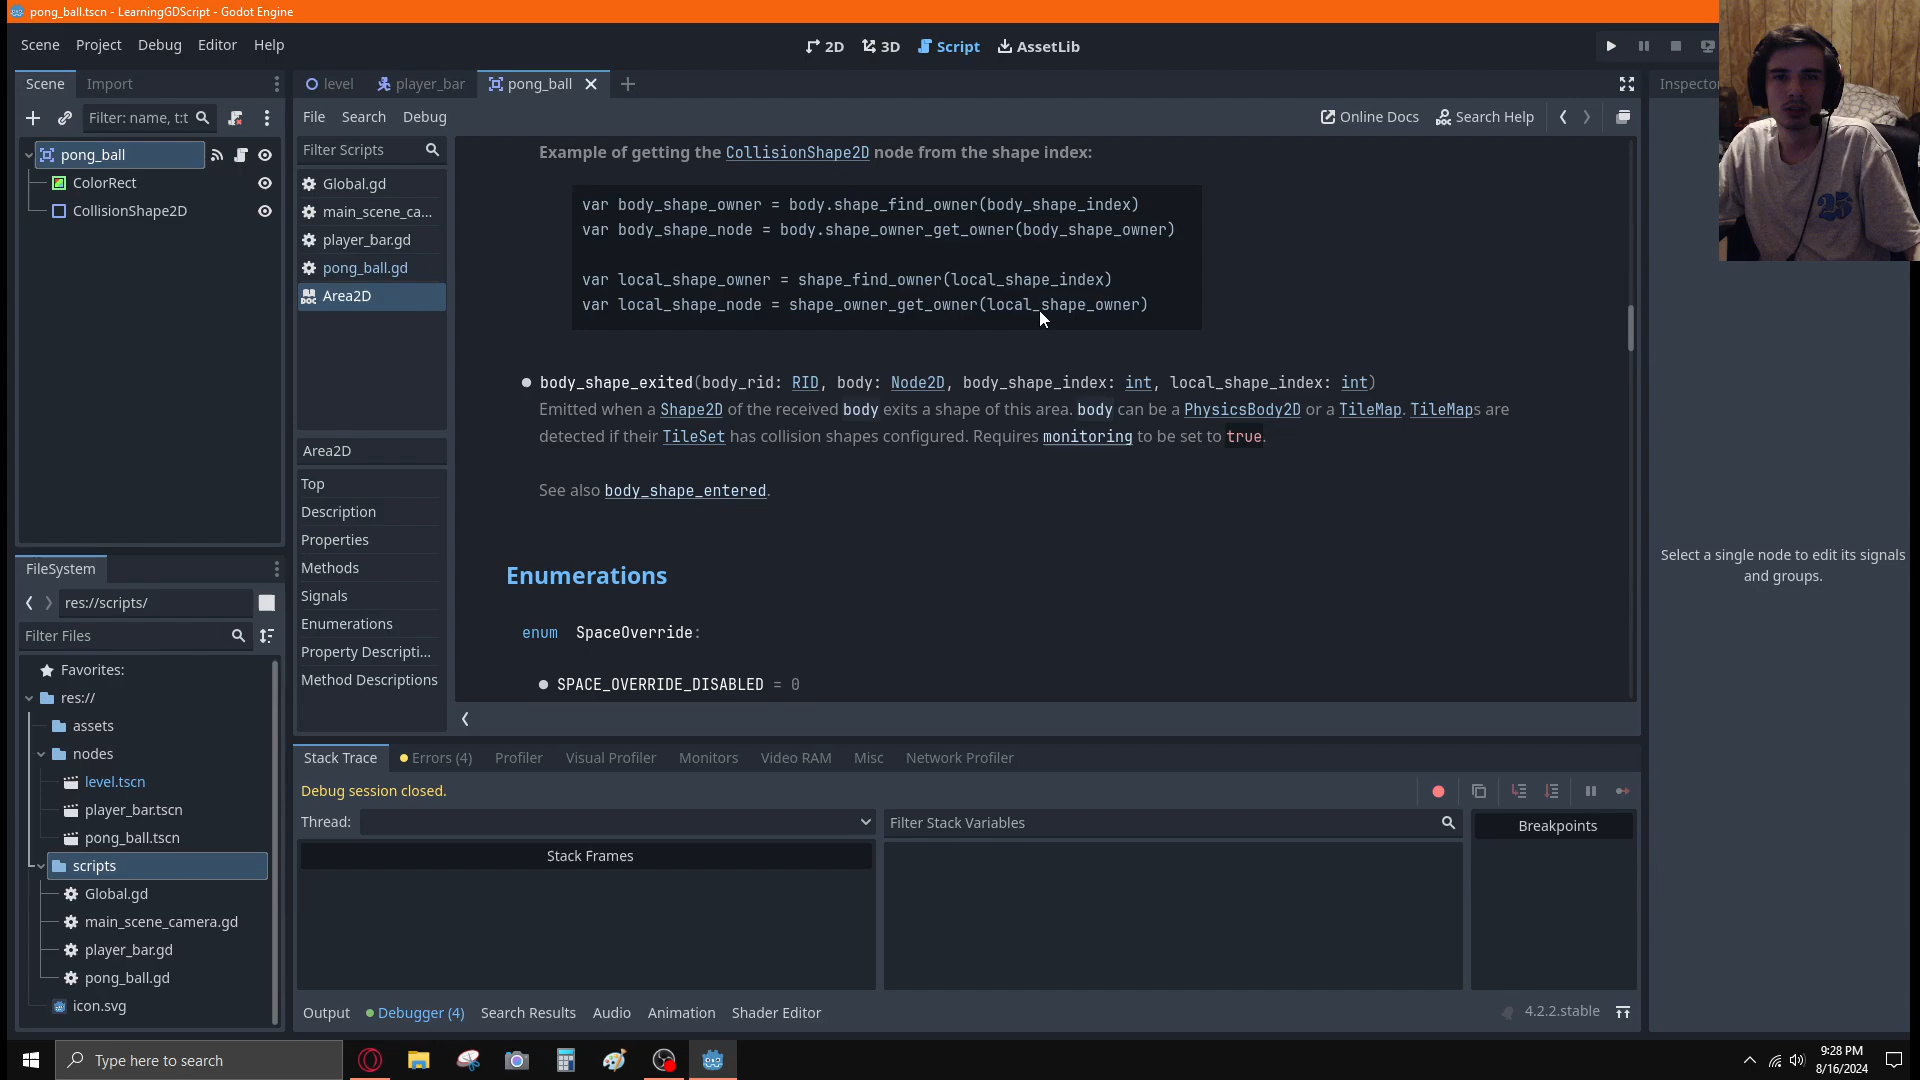 pong_ball.tscn - LearningGDScript - Godot Engine
Scene Project Debug Editor Help
2D 3D Script AssetLib
Scene Import
level player_bar pong_ball
Inspector
Filter: name, t:t
File Search Debug
Online Docs Search Help
pong_ball
ColorRect
CollisionShape2D
Filter Scripts
Global.gd
main_scene_ca...
player_bar.gd
pong_ball.gd
Area2D
Area2D
Top
Description
Properties
Methods
Signals
Enumerations
Property Descripti...
Method Descriptions
Example of getting the CollisionShape2D node from the shape index:
var body_shape_owner = body.shape_find_owner(body_shape_index)
var body_shape_node = body.shape_owner_get_owner(body_shape_owner)
var local_shape_owner = shape_find_owner(local_shape_index)
var local_shape_node = shape_owner_get_owner(local_shape_owner)
body_shape_exited(body_rid: RID, body: Node2D, body_shape_index: int, local_shape_index: int)
Emitted when a Shape2D of the received body exits a shape of this area. body can be a PhysicsBody2D or a TileMap. TileMaps are
detected if their TileSet has collision shapes configured. Requires monitoring to be set to true.
See also body_shape_entered.
Enumerations
enum SpaceOverride:
SPACE_OVERRIDE_DISABLED = 0
25
Select a single node to edit its signals
and groups.
FileSystem
res://scripts/
Filter Files
Favorites:
res://
assets
nodes
level.tscn
player_bar.tscn
pong_ball.tscn
scripts
Global.gd
main_scene_camera.gd
player_bar.gd
pong_ball.gd
icon.svg
Stack Trace Errors (4) Profiler Visual Profiler Monitors Video RAM Misc Network Profiler
Debug session closed.
Thread:
Filter Stack Variables
Breakpoints
Stack Frames
Output Debugger (4) Search Results Audio Animation Shader Editor
4.2.2.stable
Type here to search
9:28 PM
8/16/2024